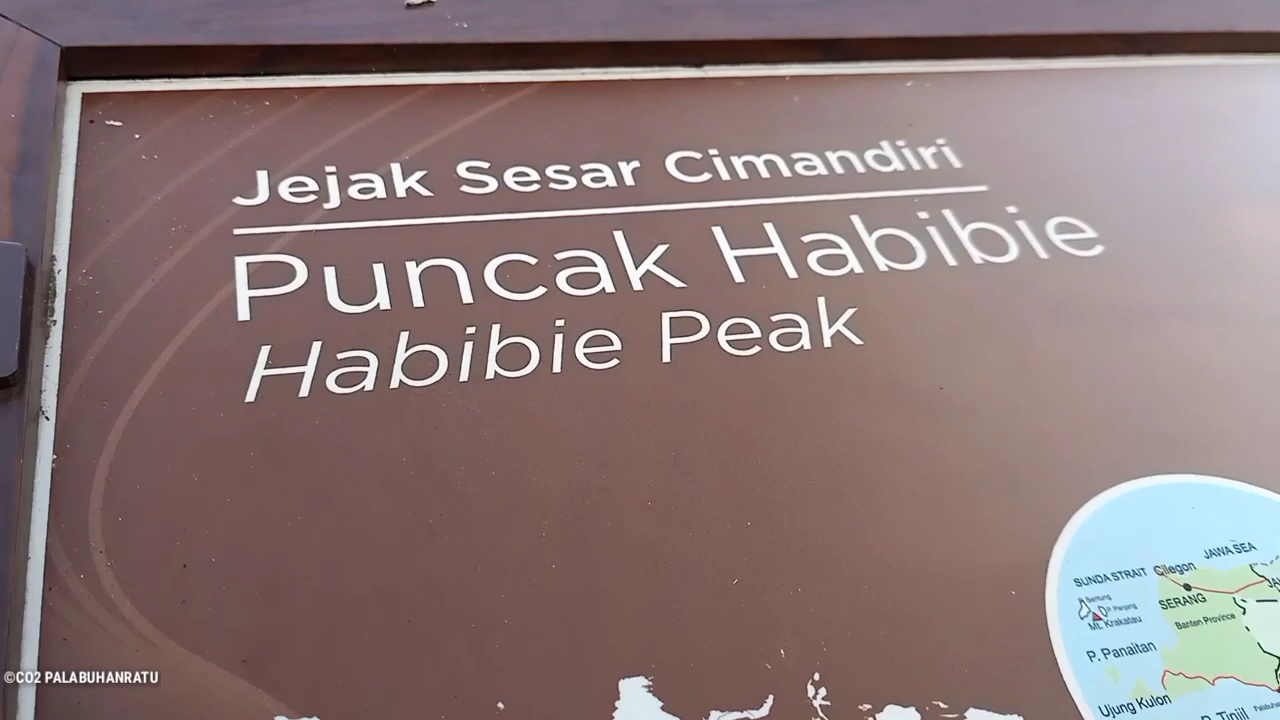 Jejak Sesar Cimandiri
Puncak Habibie
Habibie Peak
JAWA SEA
SUNDA STRAIT
Cilegon
SERANG
Banten Province
Mt. Krakatau
P. Panaitan
Ujung Kulon
©CO2 PALABUHANRATU